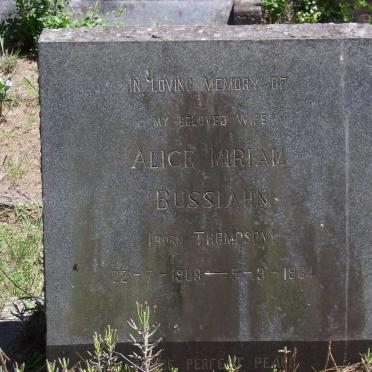 IN LOVING MEMORY OF
MY BELOVED WIFE
ALICE MIRIAM
BUSSIAHN
(BORN THOMPSON)
22-7-1908 — 5-3-1964
PERFECT PEACE